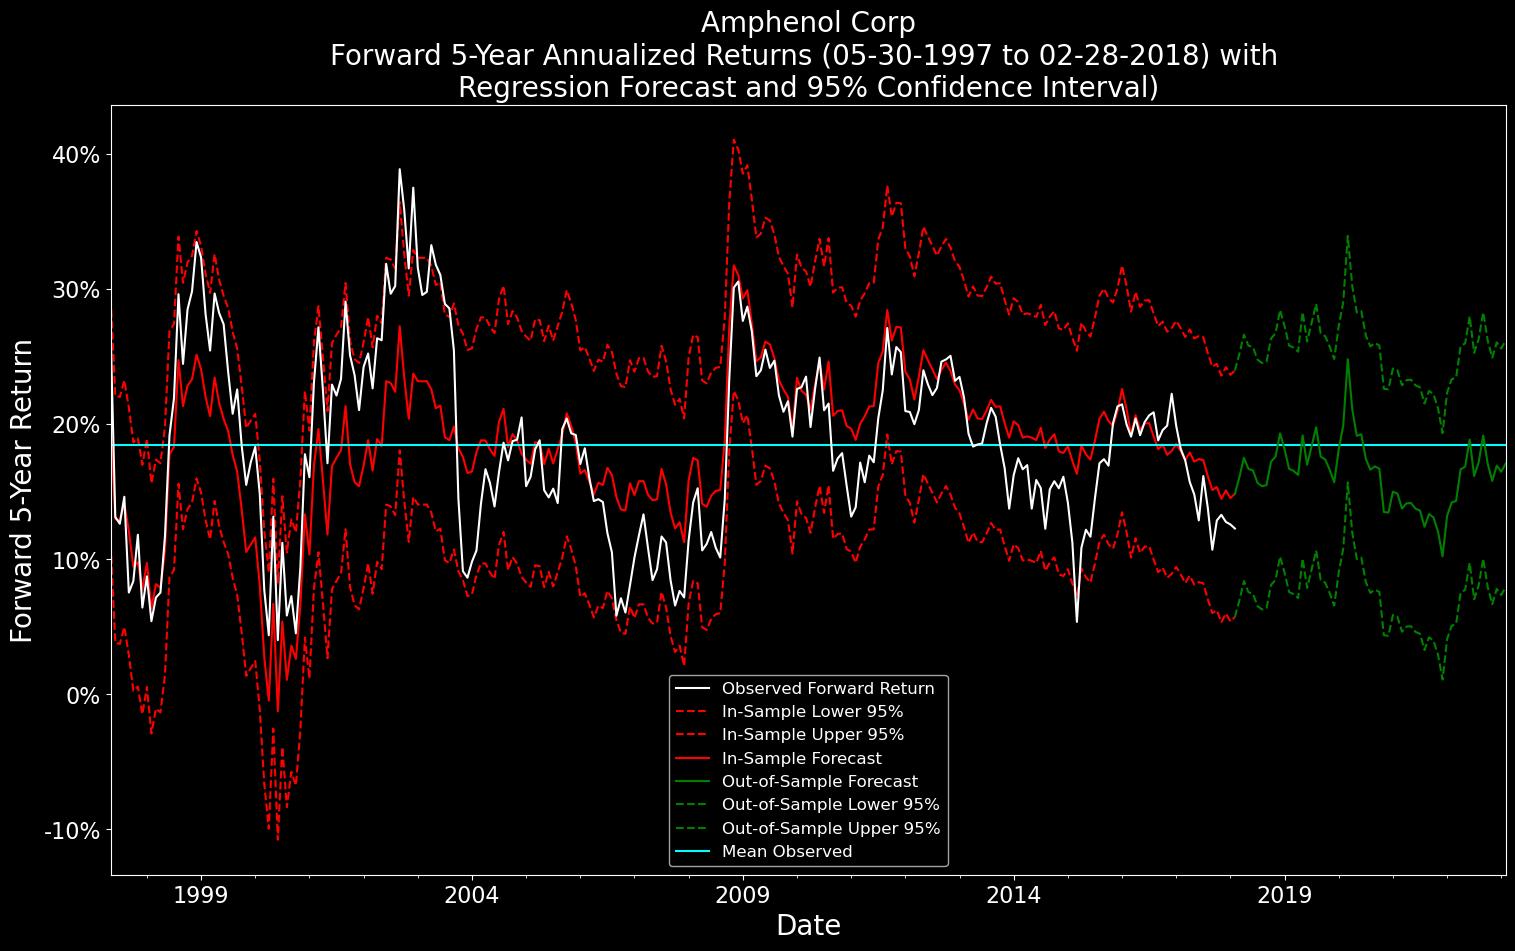 Amphenol Corp
Forward 5-Year Annualized Returns (05-30-1997 to 02-28-2018) with
Regression Forecast and 95% Confidence Interval)
Forward 5-Year Return
40%
30%
20%
10%
0%
-10%
Observed Forward Return
In-Sample Lower 95%
In-Sample Upper 95%
In-Sample Forecast
Out-of-Sample Forecast
Out-of-Sample Lower 95%
Out-of-Sample Upper 95%
Mean Observed
1999 2004 2009 2014 2019
Date